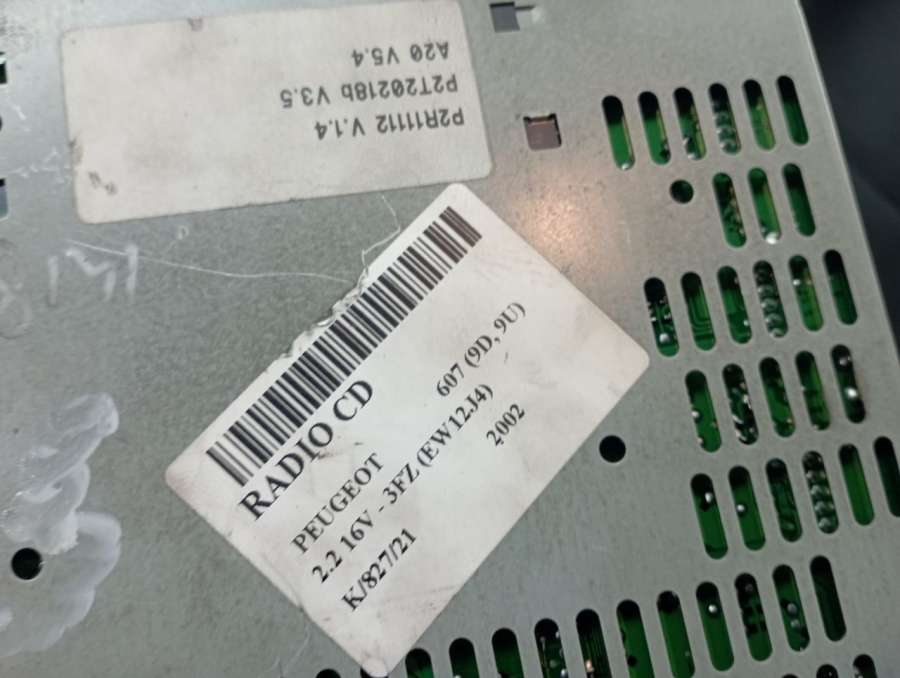 P2R11112 V.1.4
P2T20218b V3.5
A20 V5.4
RADIO CD
PEUGEOT 607 (9D, 9U)
2.2 16V - 3FZ (EW12J4)
K/827/21 2002